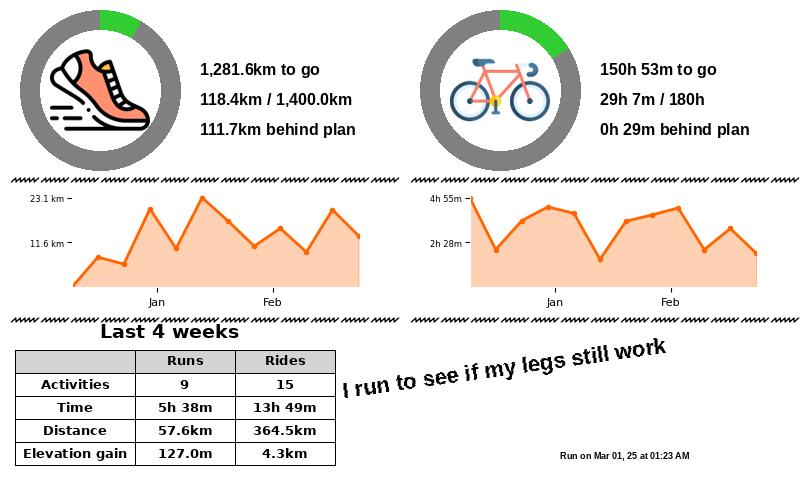 1,281.6km to go
118.4km / 1,400.0km
111.7km behind plan
150h 53m to go
29h 7m / 180h
0h 29m behind plan
23.1 km
11.6 km
Jan Feb
4h 55m
2h 28m
Jan Feb
Last 4 weeks
Runs Rides
Activities 9 15
Time 5h 38m 13h 49m
Distance 57.6km 364.5km
Elevation gain 127.0m 4.3km
I run to see if my legs still work
Run on Mar 01, 25 at 01:23 AM